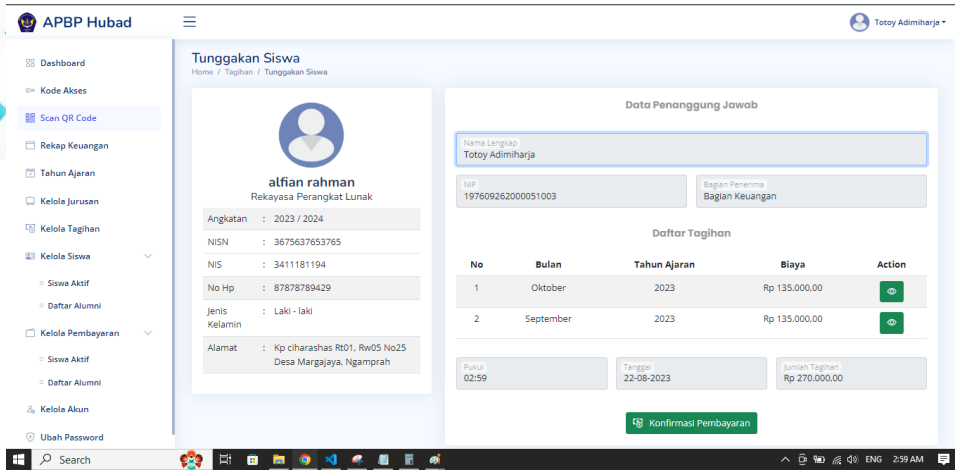 APBP Hubad
Totoy Adimiharja
Dashboard
Kode Akses
Scan QR Code
Rekap Keuangan
Tahun Ajaran
Kelola Jurusan
Kelola Tagihan
Kelola Siswa
Siswa Aktif
Daftar Alumni
Kelola Pembayaran
Siswa Aktif
Daftar Alumni
Kelola Akun
Ubah Password
Tunggakan Siswa
Home / Tagihan / Tunggakan Siswa
alfian rahman
Rekayasa Perangkat Lunak
Angkatan : 2023 / 2024
NISN : 3675637653765
NIS : 3411181194
No Hp : 87878789429
Jenis : Laki - laki
Kelamin
Alamat : Kp ciharashas Rt01, Rw05 No25
Desa Margajaya, Ngamprah
Data Penanggung Jawab
Nama Lengkap
Totoy Adimiharja
NIP
197609262000051003
Bagian Penerima
Bagian Keuangan
Daftar Tagihan
No Bulan Tahun Ajaran Biaya Action
1 Oktober 2023 Rp 135.000,00
2 September 2023 Rp 135.000,00
Pukul
02:59
Tanggal
22-08-2023
Jumlah Tagihan
Rp 270.000,00
Konfirmasi Pembayaran
Search
ENG 2:59 AM